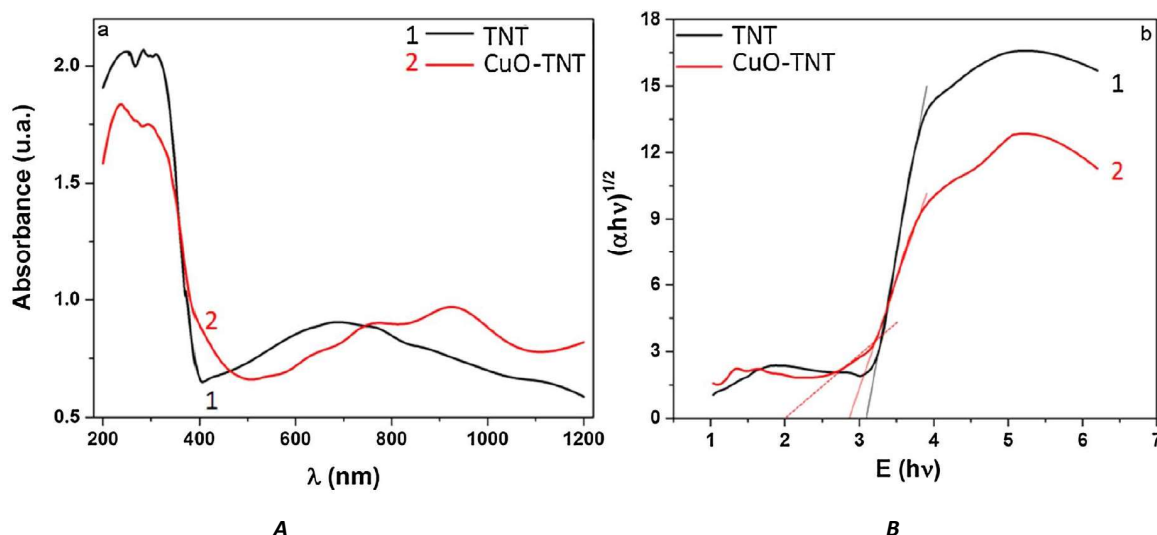 a
1 TNT
2 CuO-TNT
2.0
1.5
1.0
0.5
Absorbance (u.a.)
2
1
200 400 600 800 1000 1200
λ (nm)
A
b
TNT
CuO-TNT
18
15
12
9
6
3
0
(αhν)1/2
1
2
1 2 3 4 5 6 7
E (hν)
B